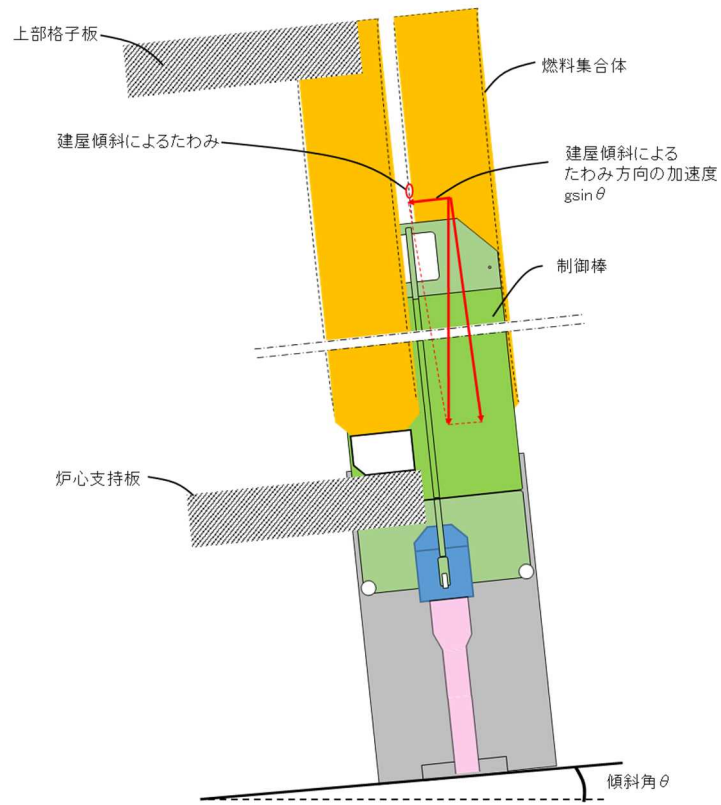 上部格子板
燃料集合体
建屋傾斜によるたわみ
建屋傾斜による
たわみ方向の加速度
gsinθ
制御棒
炉心支持板
傾斜角θ